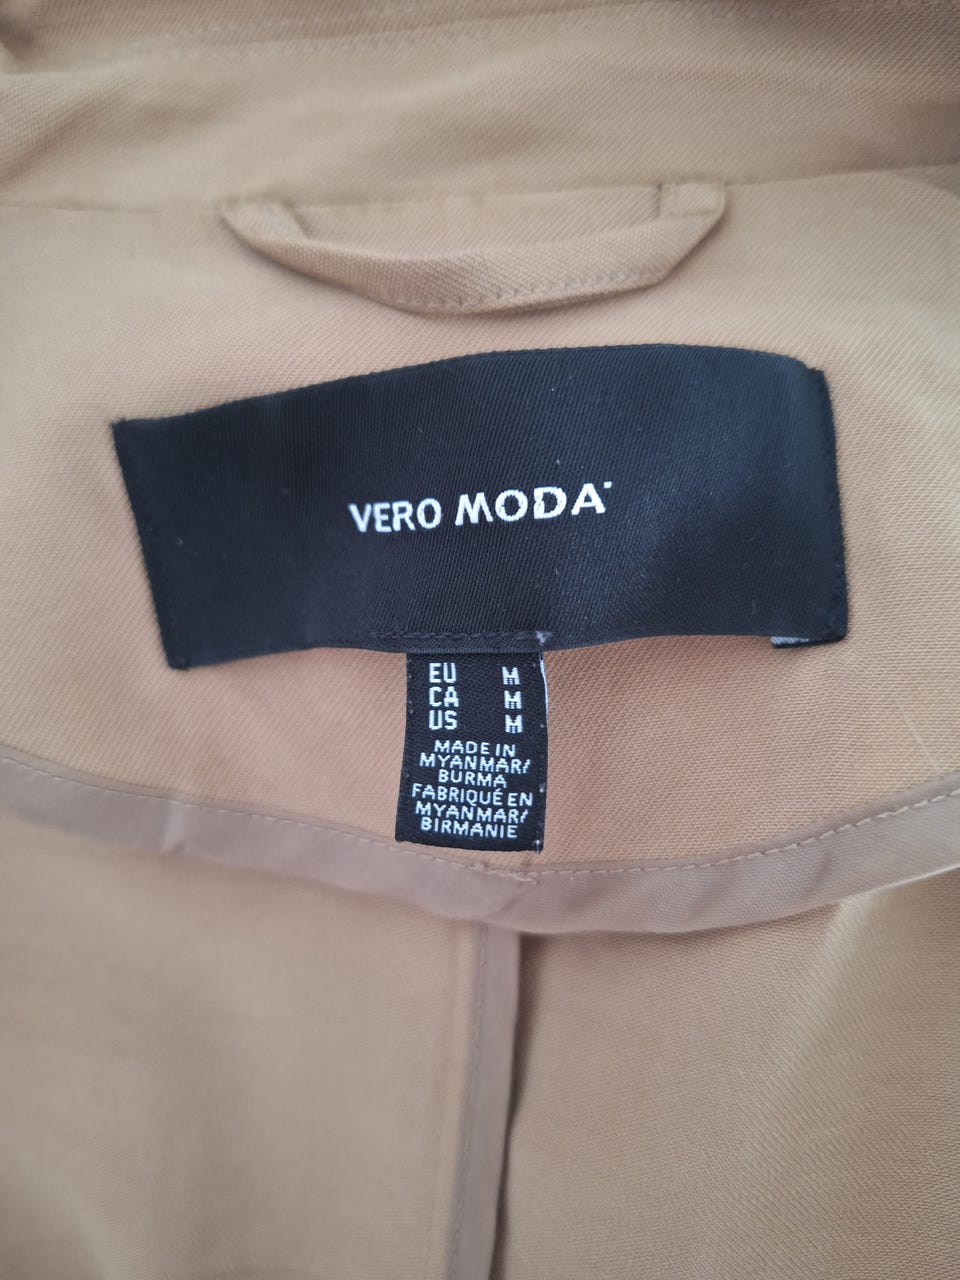 VERO MODA
EU M
CA M
US M
MADE IN
MYANMAR/
BURMA
FABRIQUÉ EN
MYANMAR/
BIRMANIE